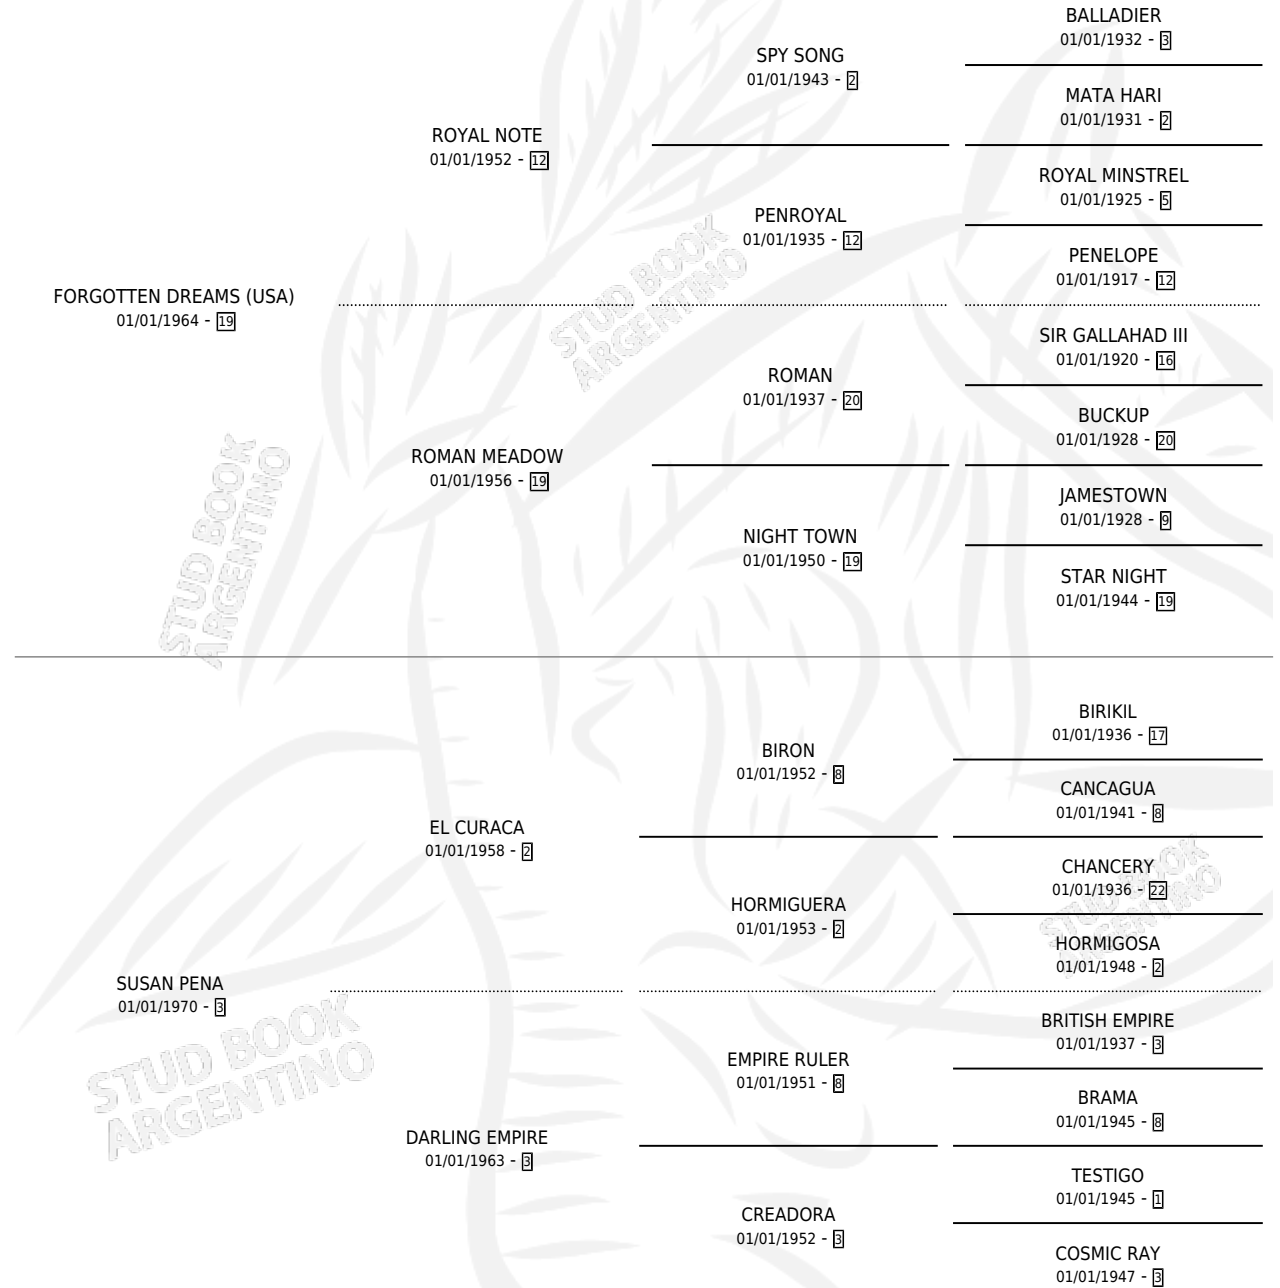 FORGOTTEN DREAMS (USA)
01/01/1964 - 19
ROYAL NOTE
01/01/1952 - 12
SPY SONG
01/01/1943 - 2
BALLADIER
01/01/1932 - 3
MATA HARI
01/01/1931 - 2
PENROYAL
01/01/1935 - 12
ROYAL MINSTREL
01/01/1925 - 5
PENELOPE
01/01/1917 - 12
ROMAN MEADOW
01/01/1956 - 19
ROMAN
01/01/1937 - 20
SIR GALLAHAD III
01/01/1920 - 16
BUCKUP
01/01/1928 - 20
NIGHT TOWN
01/01/1950 - 19
JAMESTOWN
01/01/1928 - 9
STAR NIGHT
01/01/1944 - 19
STUD BOOK
ARGENTINO
STUD BOOK
ARGENTINO
SUSAN PENA
01/01/1970 - 3
EL CURACA
01/01/1958 - 2
BIRON
01/01/1952 - 8
BIRIKIL
01/01/1936 - 17
CANCAGUA
01/01/1941 - 8
HORMIGUERA
01/01/1953 - 2
CHANCERY
01/01/1936 - 22
HORMIGOSA
01/01/1948 - 2
DARLING EMPIRE
01/01/1963 - 3
EMPIRE RULER
01/01/1951 - 8
BRITISH EMPIRE
01/01/1937 - 3
BRAMA
01/01/1945 - 8
CREADORA
01/01/1952 - 3
TESTIGO
01/01/1945 - 1
COSMIC RAY
01/01/1947 - 3
STUD BOOK
ARGENTINO
STUD BOOK
ARGENTINO